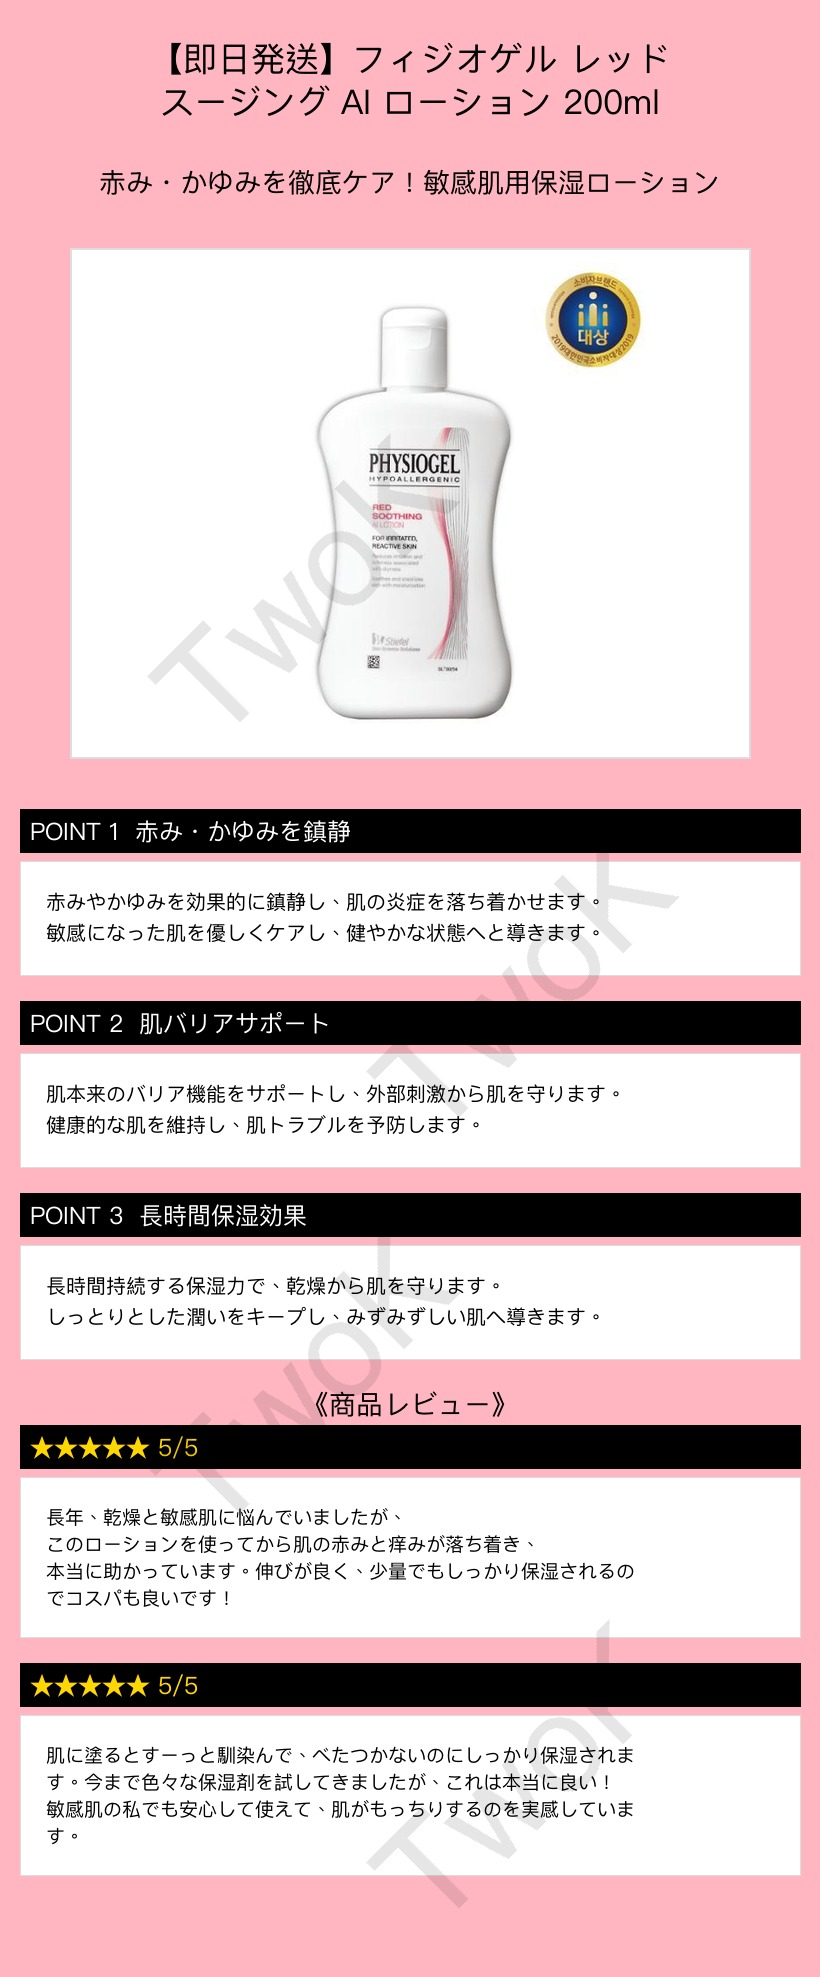 【即日発送】フィジオゲル レッド
スージング AI ローション 200ml
赤み・かゆみを徹底ケア！敏感肌用保湿ローション
소비자브랜드
대상
2019대한민국소비자대상2019
PHYSIOGEL
HYPOALLERGENIC
RED
SOOTHING
AI LOTION
FOR IRRITATED,
REACTIVE SKIN
Reduces irritation and
redness associated
with dryness
Soothes and
skin with moisturisation
Stiefel
TwoK
POINT 1 赤み・かゆみを鎮静
赤みやかゆみを効果的に鎮静し、肌の炎症を落ち着かせます。
敏感になった肌を優しくケアし、健やかな状態へと導きます。
TwoK
POINT 2 肌バリアサポート
肌本来のバリア機能をサポートし、外部刺激から肌を守ります。
健康的な肌を維持し、肌トラブルを予防します。
POINT 3 長時間保湿効果
長時間持続する保湿力で、乾燥から肌を守ります。
しっとりとした潤いをキープし、みずみずしい肌へ導きます。
TwoK
《商品レビュー》
★★★★★ 5/5
長年、乾燥と敏感肌に悩んでいましたが、
このローションを使ってから肌の赤みと痒みが落ち着き、
本当に助かっています。伸びが良く、少量でもしっかり保湿されるの
でコスパも良いです！
★★★★★ 5/5
肌に塗るとすーっと馴染んで、べたつかないのにしっかり保湿されま
す。今まで色々な保湿剤を試してきましたが、これは本当に良い！
敏感肌の私でも安心して使えて、肌がもっちりするのを実感していま
す。
TwoK